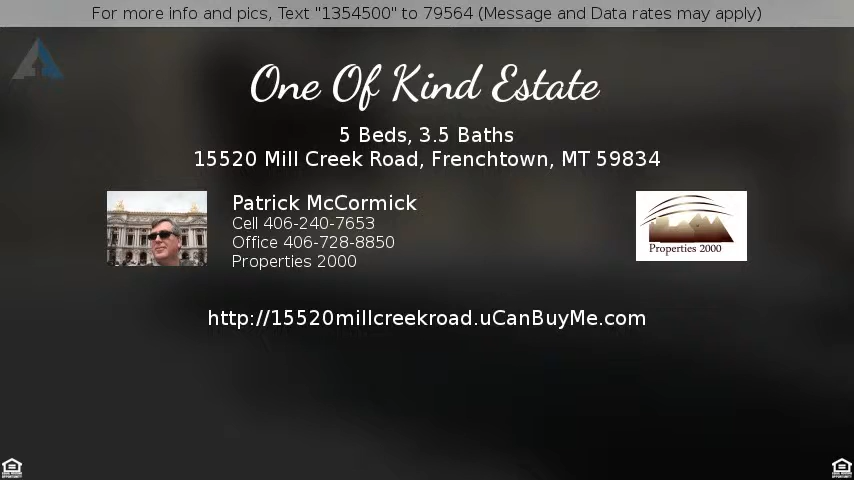 For more info and pics, Text "1354500" to 79564 (Message and Data rates may apply)
One Of Kind Estate
5 Beds, 3.5 Baths
15520 Mill Creek Road, Frenchtown, MT 59834
Patrick McCormick
Cell 406-240-7653
Office 406-728-8850
Properties 2000
Properties 2000
http://15520millcreekroad.uCanBuyMe.com